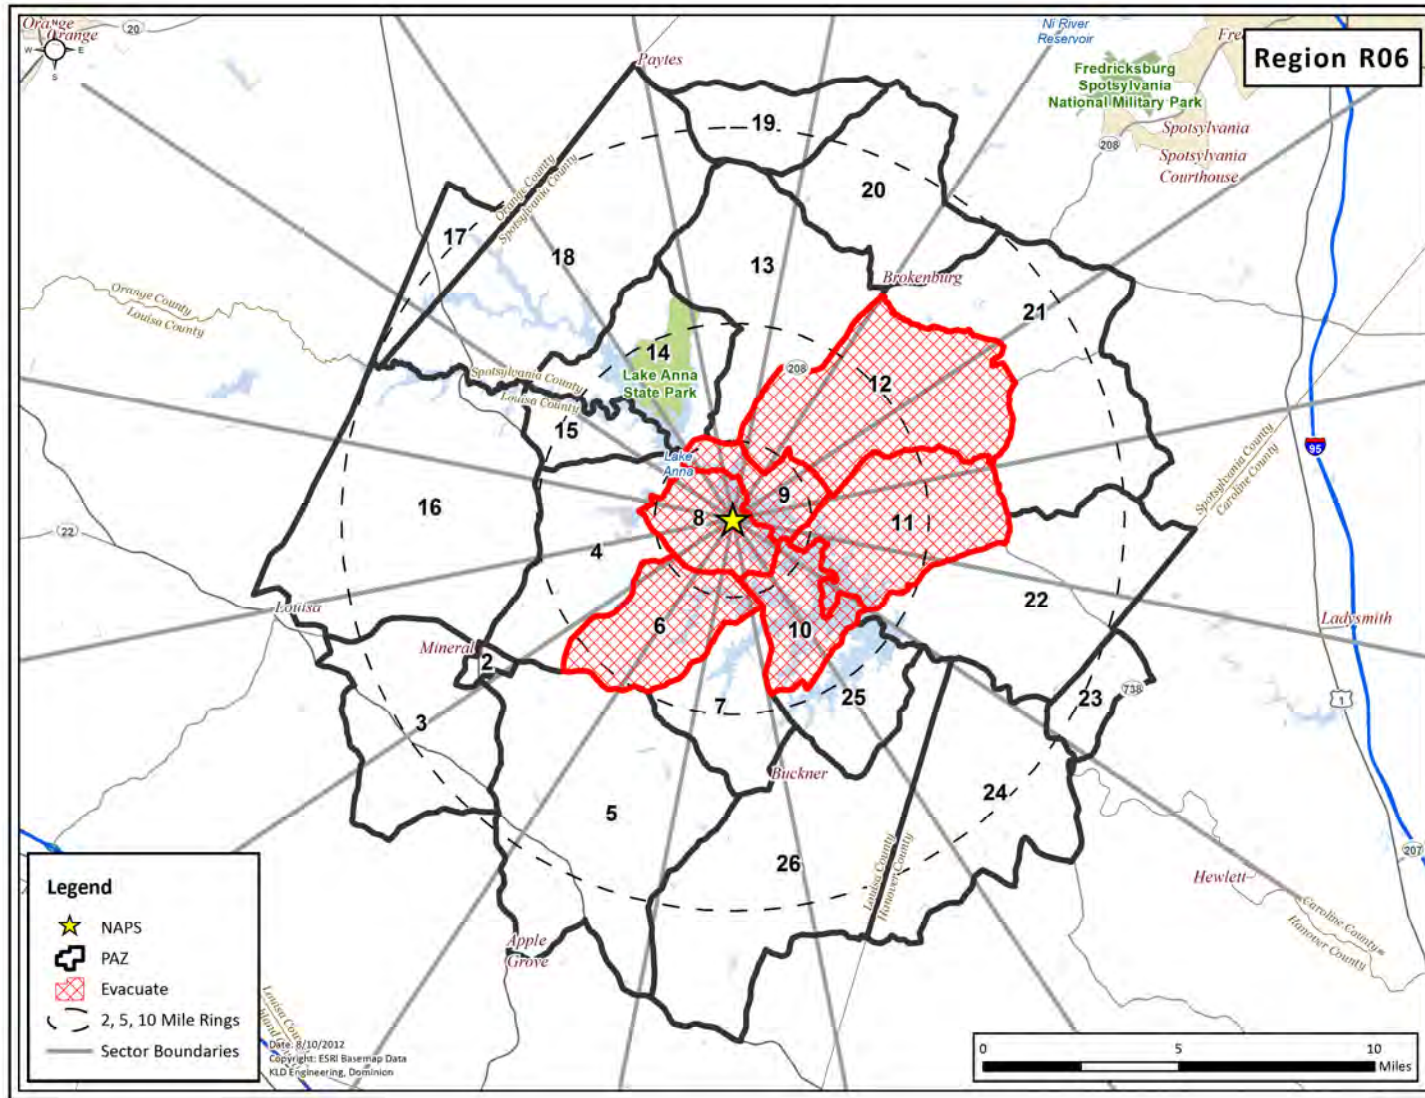 Region R06
Orange
Orange
N
W
E
S
20
Paytes
Ni River
Reservoir
Fredricksburg
Spotsylvania
National Military Park
Spotsylvania
208
Spotsylvania
Courthouse
19
20
17
Orange County
Spotsylvania County
18
13
Brokenburg
21
Orange County
Louisa County
14
Lake Anna
State Park
208
12
Spotsylvania County
Louisa County
15
Lake
Anna
95
Spotsylvania County
Caroline County
16
22
8
9
11
4
Louisa
22
Ladysmith
6
10
Mineral
2
25
23
738
1
3
7
Buckner
24
5
26
Louisa County
Hanover County
207
Hewlett
Caroline County
Hanover County
Apple
Grove
Legend
NAPS
PAZ
Evacuate
2, 5, 10 Mile Rings
Sector Boundaries
Date: 8/10/2012
Copyright: ESRI Basemap Data
KLD Engineering, Dominion
0
5
10
Miles